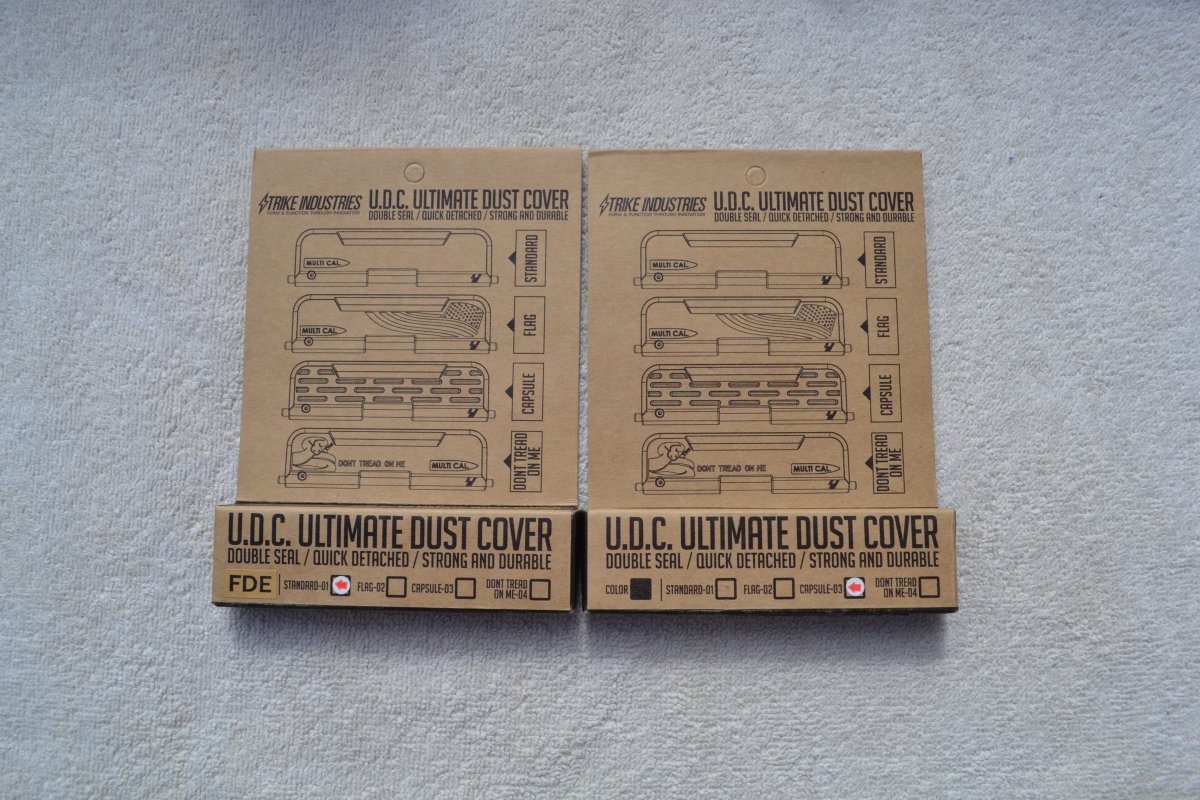 STRIKE INDUSTRIES
FORM & FUNCTION THROUGH INNOVATION
U.D.C. ULTIMATE DUST COVER
DOUBLE SEAL / QUICK DETACHED / STRONG AND DURABLE
MULTI CAL.
STANDARD
MULTI CAL.
FLAG
CAPSULE
DONT TREAD ON ME
MULTI CAL.
DONT TREAD
ON ME
U.D.C. ULTIMATE DUST COVER
DOUBLE SEAL / QUICK DETACHED / STRONG AND DURABLE
FDE STANDARD-01 FLAG-02 CAPSULE-03 DONT TREAD
ON ME-04
STRIKE INDUSTRIES
FORM & FUNCTION THROUGH INNOVATION
U.D.C. ULTIMATE DUST COVER
DOUBLE SEAL / QUICK DETACHED / STRONG AND DURABLE
MULTI CAL.
STANDARD
MULTI CAL.
FLAG
CAPSULE
DONT TREAD ON ME
MULTI CAL.
DONT TREAD
ON ME
U.D.C. ULTIMATE DUST COVER
DOUBLE SEAL / QUICK DETACHED / STRONG AND DURABLE
COLOR STANDARD-01 FLAG-02 CAPSULE-03 DONT TREAD
ON ME-04